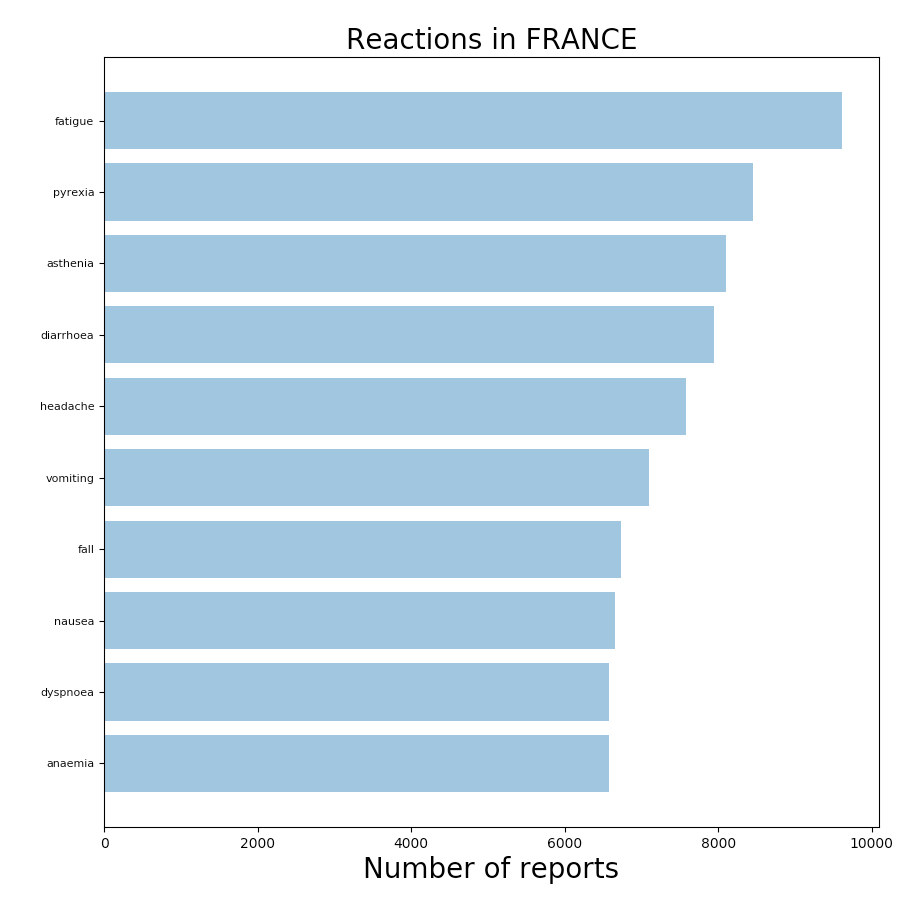 Reactions in FRANCE
fatigue
pyrexia
asthenia
diarrhoea
headache
vomiting
fall
nausea
dyspnoea
anaemia
0 2000 4000 6000 8000 10000
Number of reports